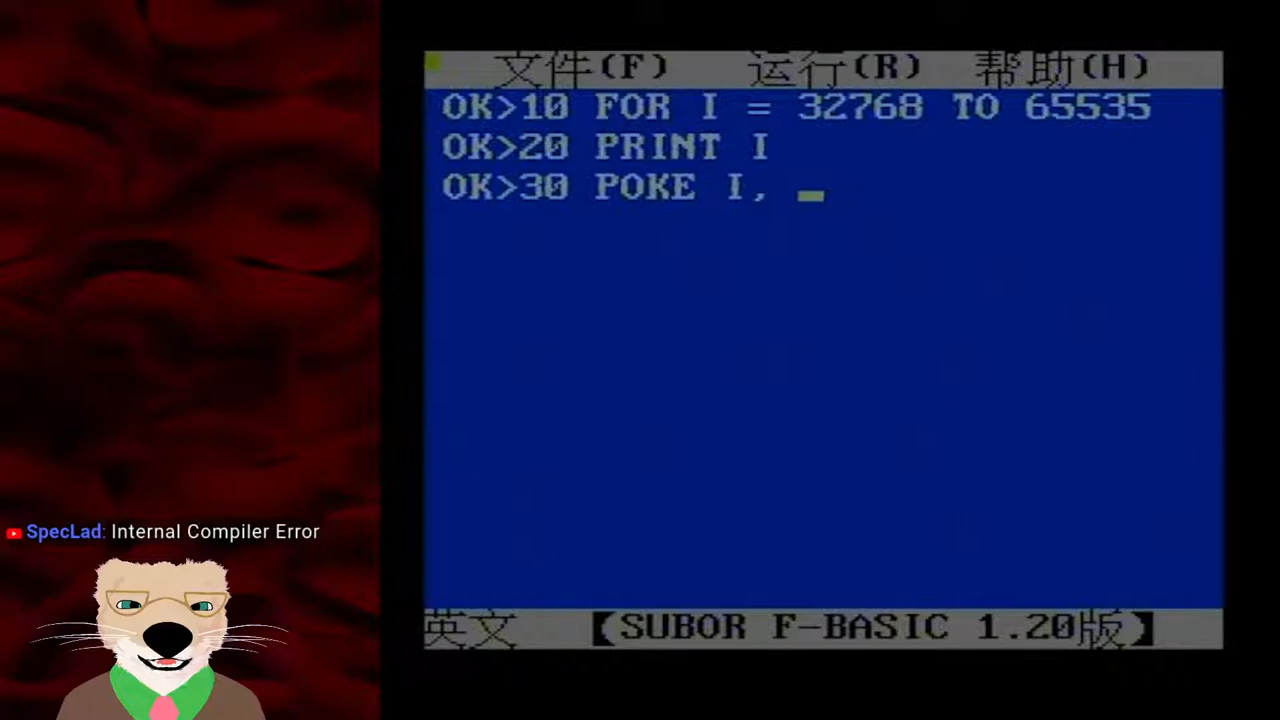 文件(F) 运行(R) 帮助(H)
OK>10 FOR I = 32768 TO 65535
OK>20 PRINT I
OK>30 POKE I,
SpecLad: Internal Compiler Error
英文 【SUBOR F-BASIC 1.20版】